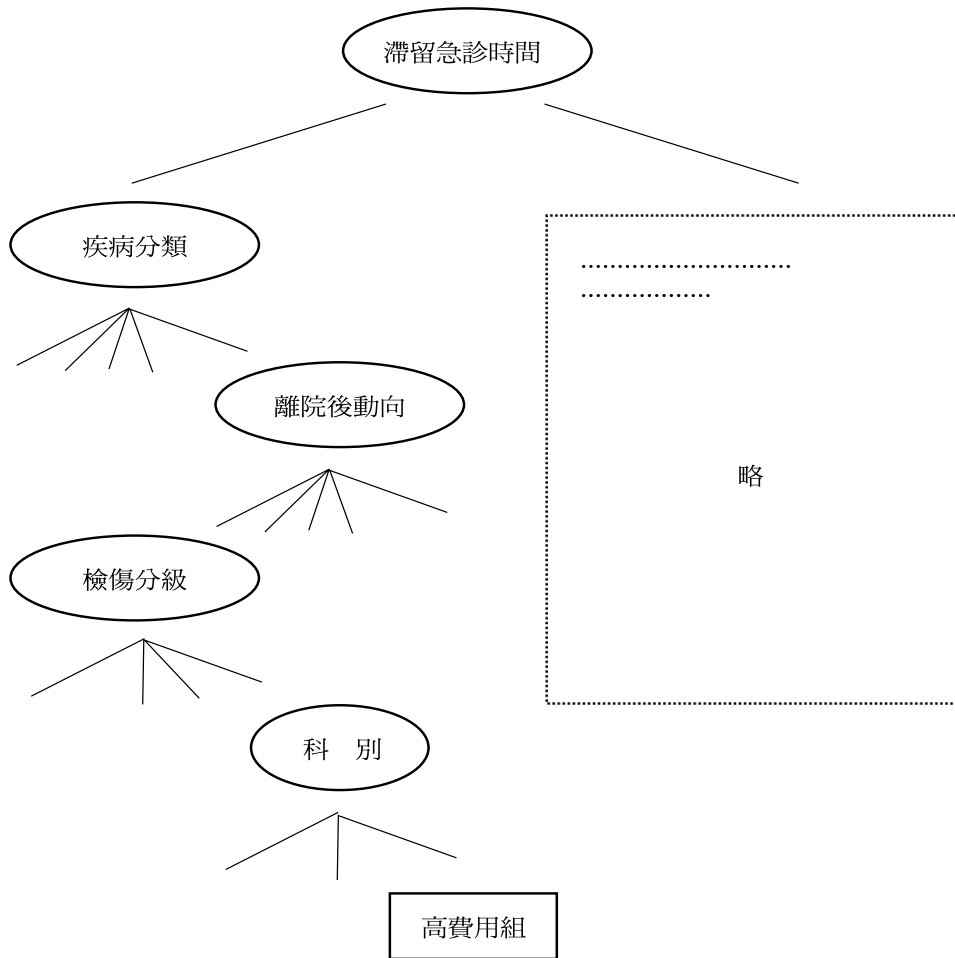 滯留急診時間
疾病分類
離院後動向
略
檢傷分級
科　別
高費用組